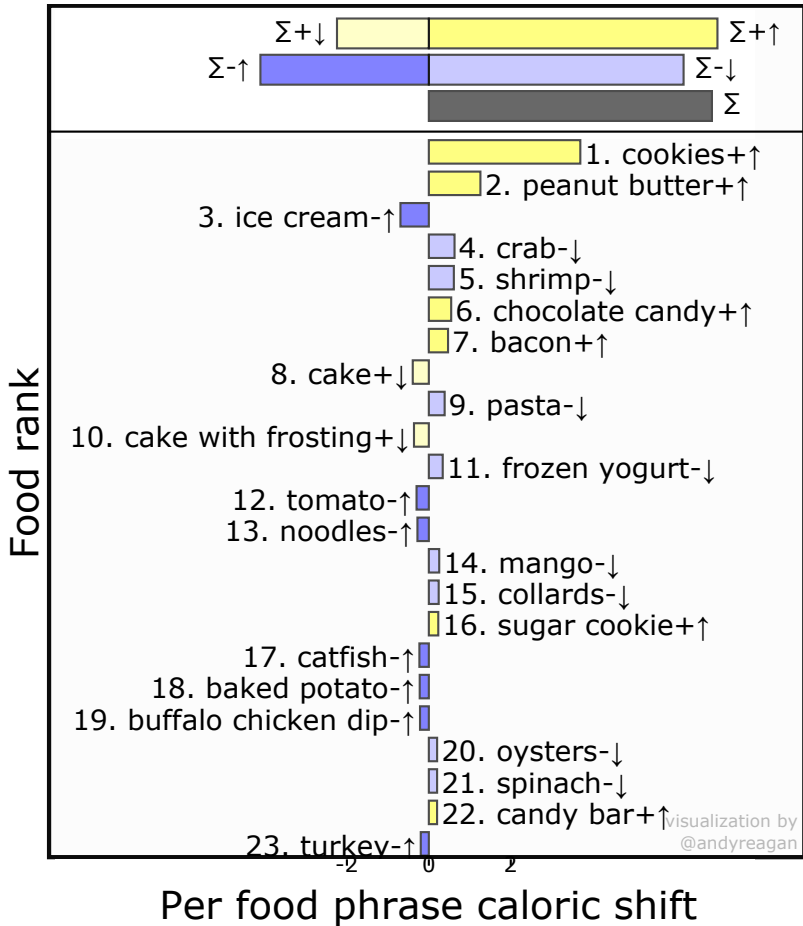 Σ+↓ Σ+↑
Σ-↑ Σ-↓
Σ
1. cookies+↑
2. peanut butter+↑
3. ice cream-↑
4. crab-↓
5. shrimp-↓
6. chocolate candy+↑
7. bacon+↑
8. cake+↓
9. pasta-↓
10. cake with frosting+↓
11. frozen yogurt-↓
12. tomato-↑
13. noodles-↑
14. mango-↓
15. collards-↓
16. sugar cookie+↑
17. catfish-↑
18. baked potato-↑
19. buffalo chicken dip-↑
20. oysters-↓
21. spinach-↓
22. candy bar+↑
23. turkey-↑
visualization by
@andyreagan
-2 0 2
Per food phrase caloric shift
Food rank